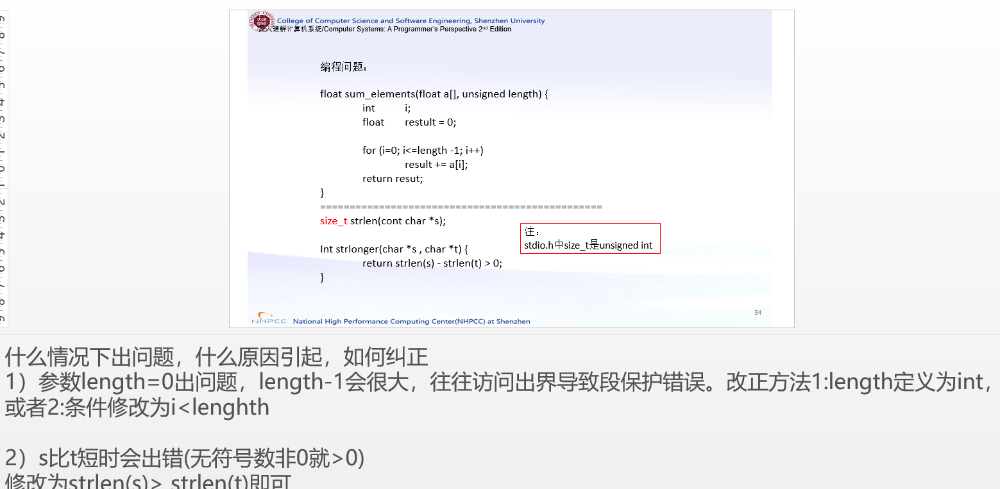 College of Computer Science and Software Engineering, Shenzhen University
深入理解计算机系统/Computer Systems: A Programmer's Perspective 2nd Edition
编程问题：
float sum_elements(float a[], unsigned length) {
int i;
float restult = 0;
for (i=0; i<=length -1; i++)
result += a[i];
return resut;
}
================================================
size_t strlen(cont char *s);
注：
stdio.h中size_t是unsigned int
Int strlonger(char *s , char *t) {
return strlen(s) - strlen(t) > 0;
}
34
NHPCC National High Performance Computing Center(NHPCC) at Shenzhen
什么情况下出问题，什么原因引起，如何纠正
1）参数length=0出问题，length-1会很大，往往访问出界导致段保护错误。改正方法1:length定义为int，
或者2:条件修改为i<lenghth
2）s比t短时会出错(无符号数非0就>0)
修改为strlen(s)> strlen(t)即可